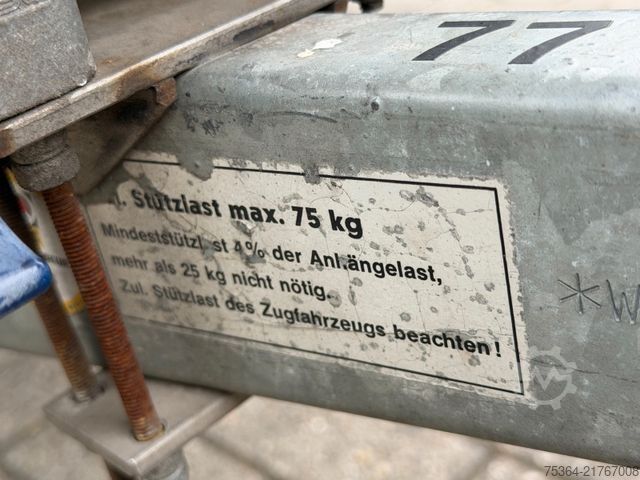 77
Stützlast max. 75 kg
Mindeststützl st 4% der Anhängelast,
mehr als 25 kg nicht nötig.
Zul. Stützlast des Zugfahrzeugs beachten!
*W
75364-21767008